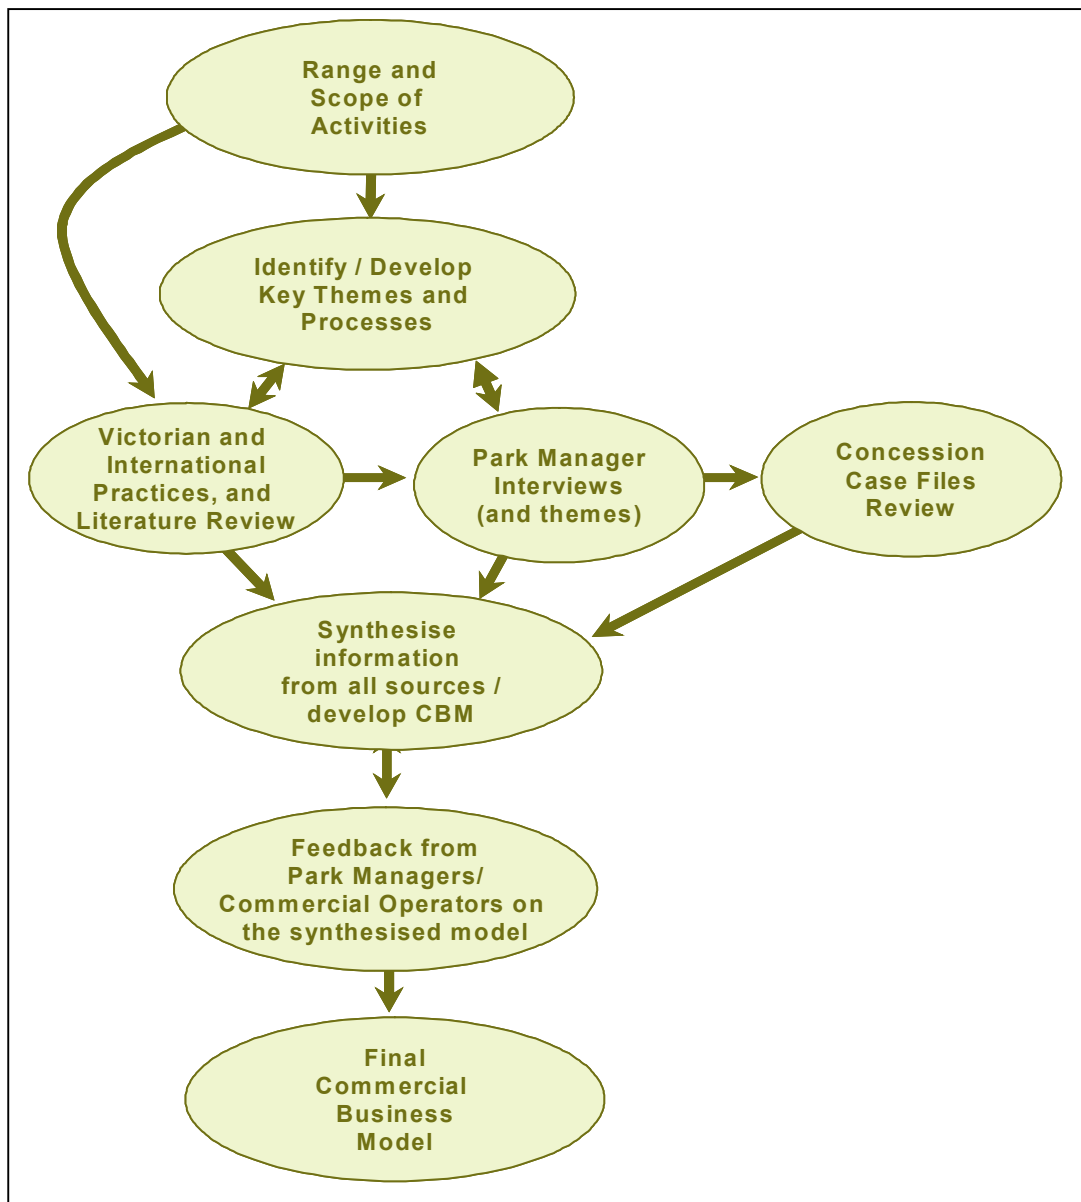 Range and
Scope of
Activities
Identify / Develop
Key Themes and
Processes
Victorian and
International
Practices, and
Literature Review
Park Manager
Interviews
(and themes)
Concession
Case Files
Review
Synthesise
information
from all sources /
develop CBM
Feedback from
Park Managers/
Commercial Operators on
the synthesised model
Final
Commercial
Business
Model